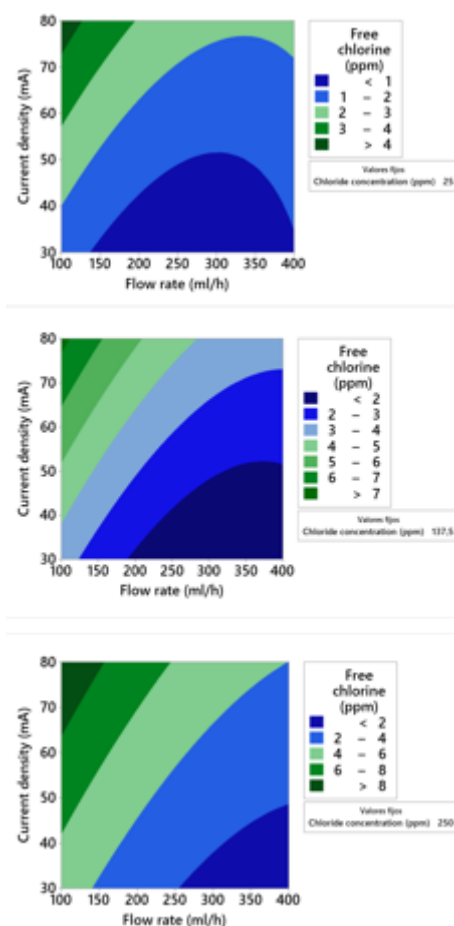 80
70
60
50
40
30
100 150 200 250 300 350 400
Current density (mA)
Flow rate (ml/h)
Free
chlorine
(ppm)
< 1
1 – 2
2 – 3
3 – 4
> 4
Valores fijos
Chloride concentration (ppm) 25
80
70
60
50
40
30
100 150 200 250 300 350 400
Current density (mA)
Flow rate (ml/h)
Free
chlorine
(ppm)
< 2
2 – 3
3 – 4
4 – 5
5 – 6
6 – 7
> 7
Valores fijos
Chloride concentration (ppm) 137,5
80
70
60
50
40
30
100 150 200 250 300 350 400
Current density (mA)
Flow rate (ml/h)
Free
chlorine
(ppm)
< 2
2 – 4
4 – 6
6 – 8
> 8
Valores fijos
Chloride concentration (ppm) 250